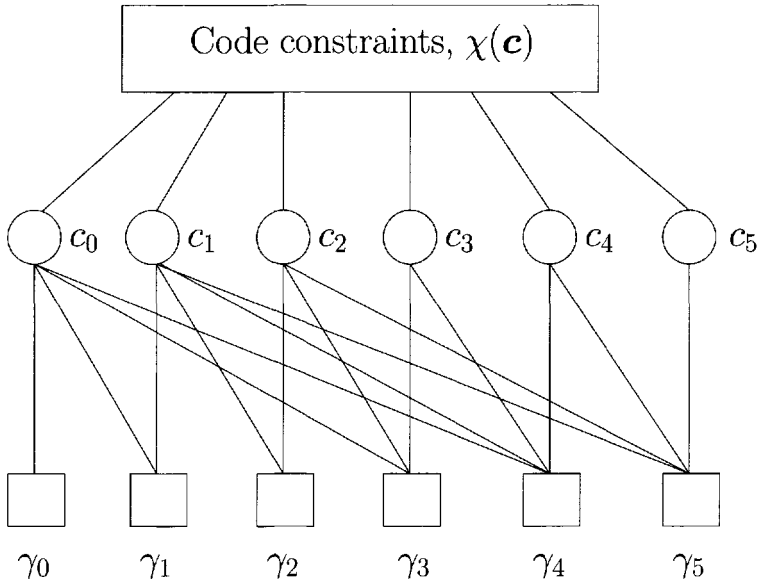 Code constraints, χ(c)
c₀ c₁ c₂ c₃ c₄ c₅
γ₀ γ₁ γ₂ γ₃ γ₄ γ₅